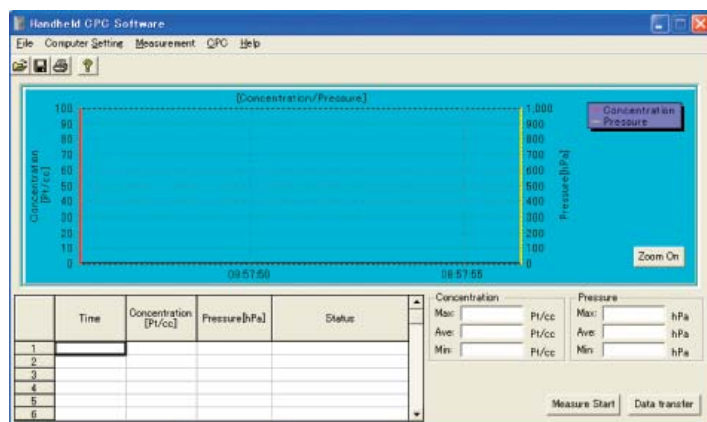 Handheld CPC Software
File Computer Setting Measurement CPC Help
[Concentration/Pressure]
Concentration
Pressure
100
90
80
70
60
50
40
30
20
10
0
Concentration
[Pt/cc]
1,000
900
800
700
600
500
400
300
200
100
0
Pressure[hPa]
09:57:50 09:57:55
Zoom On
Time Concentration [Pt/cc] Pressure[hPa] Status
1
2
3
4
5
6
Concentration
Max: Pt/cc
Ave: Pt/cc
Min: Pt/cc
Pressure
Max: hPa
Ave: hPa
Min: hPa
Measure Start Data transfer